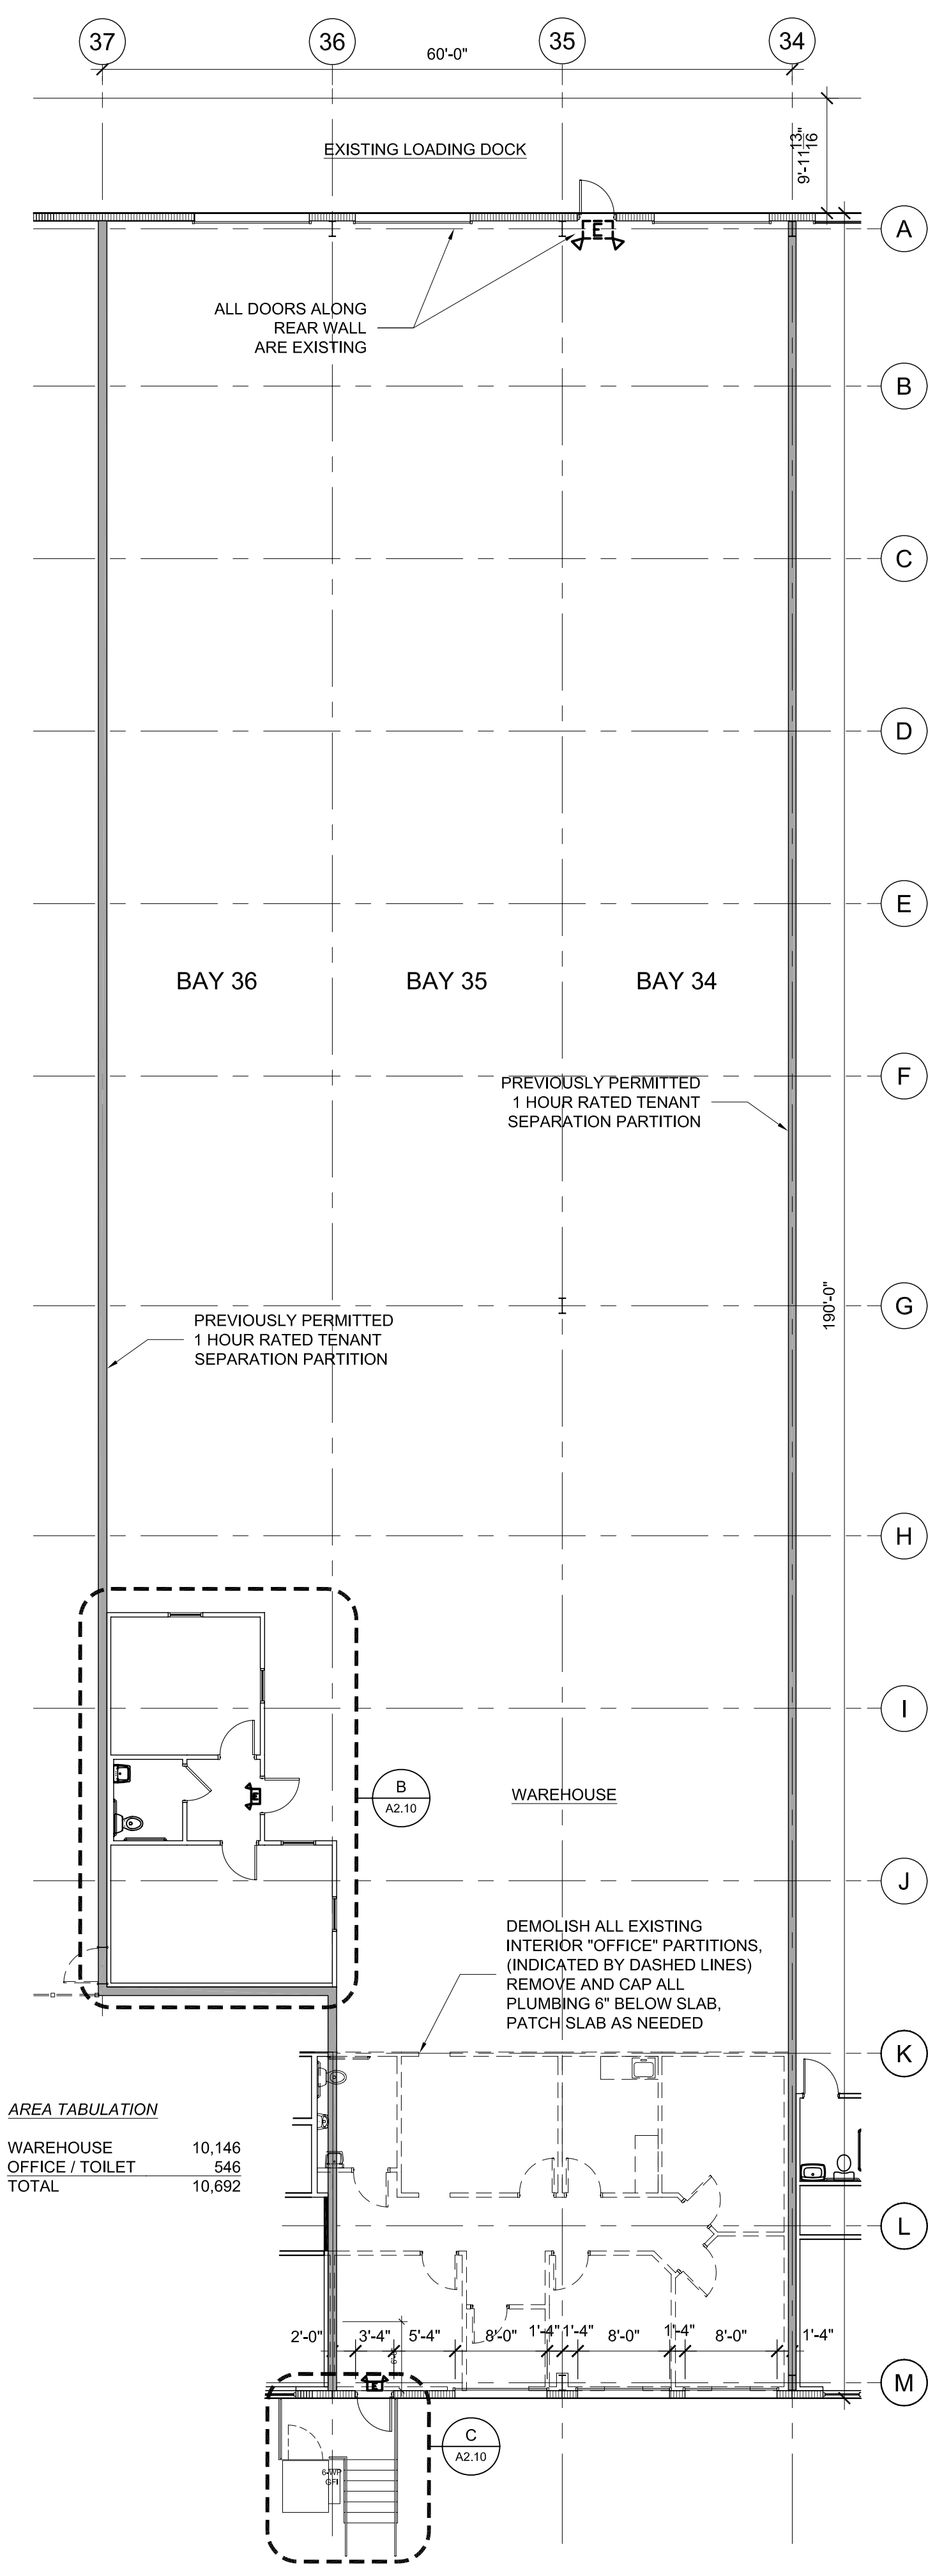 37
36
35
34
60'-0"
EXISTING LOADING DOCK
9'-11 13/16"
A
E
ALL DOORS ALONG
REAR WALL
ARE EXISTING
B
C
D
E
BAY 36
BAY 35
BAY 34
F
PREVIOUSLY PERMITTED
1 HOUR RATED TENANT
SEPARATION PARTITION
190'-0"
G
PREVIOUSLY PERMITTED
1 HOUR RATED TENANT
SEPARATION PARTITION
H
I
B
A2.10
WAREHOUSE
E
J
DEMOLISH ALL EXISTING
INTERIOR "OFFICE" PARTITIONS,
(INDICATED BY DASHED LINES)
REMOVE AND CAP ALL
PLUMBING 6" BELOW SLAB,
PATCH SLAB AS NEEDED
K
AREA TABULATION
WAREHOUSE 10,146
OFFICE / TOILET 546
TOTAL 10,692
L
2'-0" 3'-4" 5'-4" 8'-0" 1'-4" 1'-4" 8'-0" 1'-4" 8'-0" 1'-4"
M
E
C
A2.10
GFI